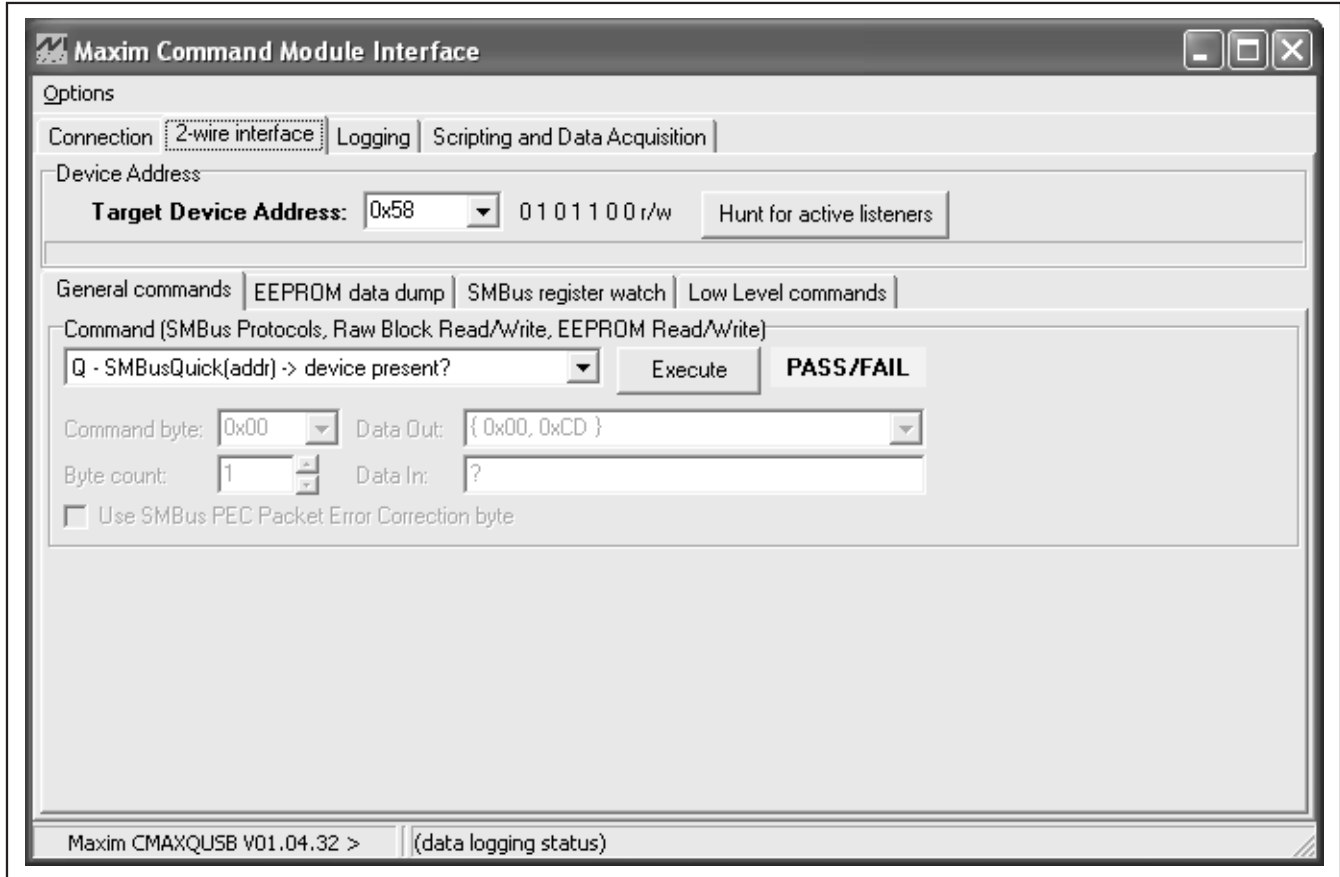 Maxim Command Module Interface
Options
Connection 2-wire interface Logging Scripting and Data Acquisition
Device Address
Target Device Address: 0x58 0 1 0 1 1 0 0 r/w Hunt for active listeners
General commands EEPROM data dump SMBus register watch Low Level commands
Command (SMBus Protocols, Raw Block Read/Write, EEPROM Read/Write)
Q - SMBusQuick(addr) -> device present? Execute PASS/FAIL
Command byte: 0x00 Data Out: { 0x00, 0xCD }
Byte count: 1 Data In: ?
Use SMBus PEC Packet Error Correction byte
Maxim CMAXQUSB V01.04.32 > (data logging status)